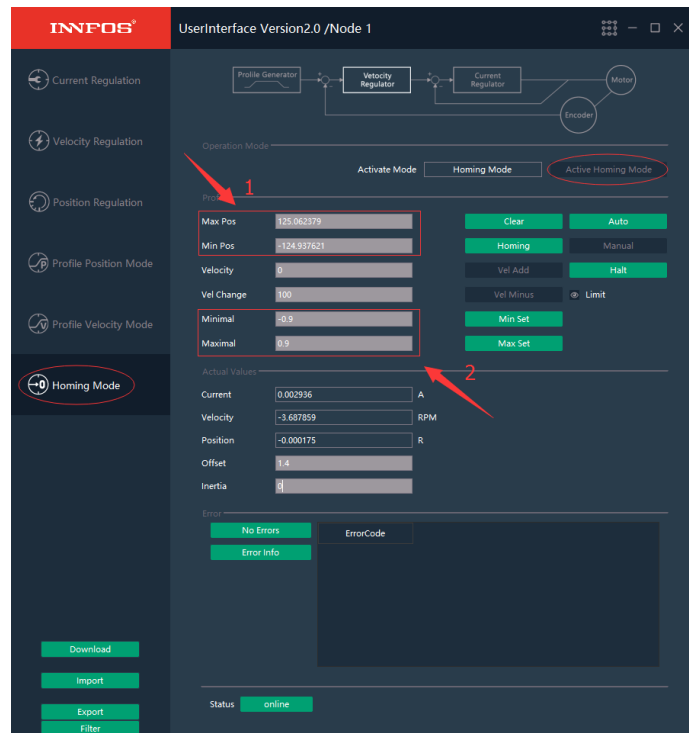 INNFOS®
UserInterface Version2.0 /Node 1
Current Regulation
Velocity Regulation
Position Regulation
Profile Position Mode
Profile Velocity Mode
Homing Mode
Download
Import
Export
Filter
Profile Generator
Vetocity
Regulator
Current
Regulator
Motor
Encoder
Operation Mode
Activate Mode Homing Mode Active Homing Mode
1
Max Pos 125.062379 Clear Auto
Min Pos -124.937621 Homing Manual
Velocity 0 Vel Add Halt
Vel Change 100 Vel Minus Limit
Minimal -0.9 Min Set
Maximal 0.9 Max Set
2
Actual Values
Current 0.002936 A
Velocity -3.687859 RPM
Position -0.000175 R
Offset 1.4
Inertia 0
Error
No Errors ErrorCode
Error Info
Status online